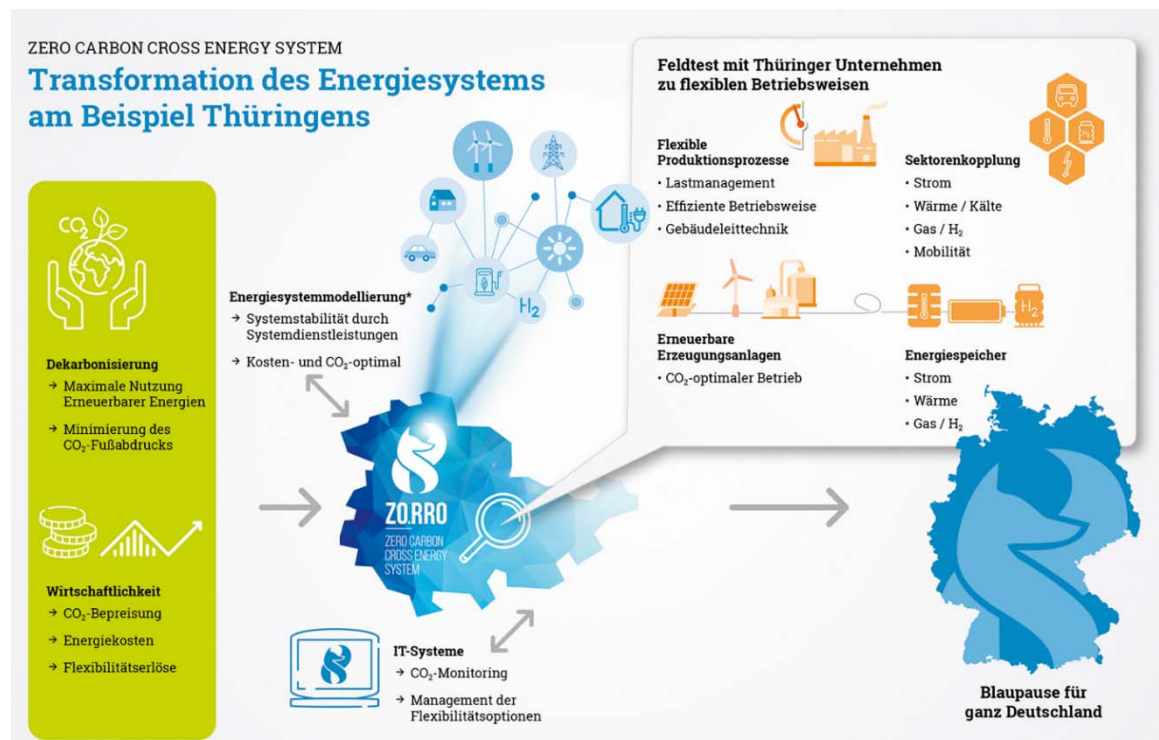 ZERO CARBON CROSS ENERGY SYSTEM
Transformation des Energiesystems
am Beispiel Thüringens
CO₂
Dekarbonisierung
→ Maximale Nutzung
Erneuerbarer Energien
→ Minimierung des
CO₂-Fußabdrucks
Wirtschaftlichkeit
→ CO₂-Bepreisung
→ Energiekosten
→ Flexibilitätserlöse
Energiesystemmodellierung*
→ Systemstabilität durch
Systemdienstleistungen
→ Kosten- und CO₂-optimal
H₂
ZO.RRO
ZERO CARBON
CROSS ENERGY
SYSTEM
IT-Systeme
→ CO₂-Monitoring
→ Management der
Flexibilitätsoptionen
Feldtest mit Thüringer Unternehmen
zu flexiblen Betriebsweisen
Flexible
Produktionsprozesse
• Lastmanagement
• Effiziente Betriebsweise
• Gebäudeleittechnik
Sektorenkopplung
• Strom
• Wärme / Kälte
• Gas / H₂
• Mobilität
Erneuerbare
Erzeugungsanlagen
• CO₂-optimaler Betrieb
H₂
Energiespeicher
• Strom
• Wärme
• Gas / H₂
Blaupause für
ganz Deutschland